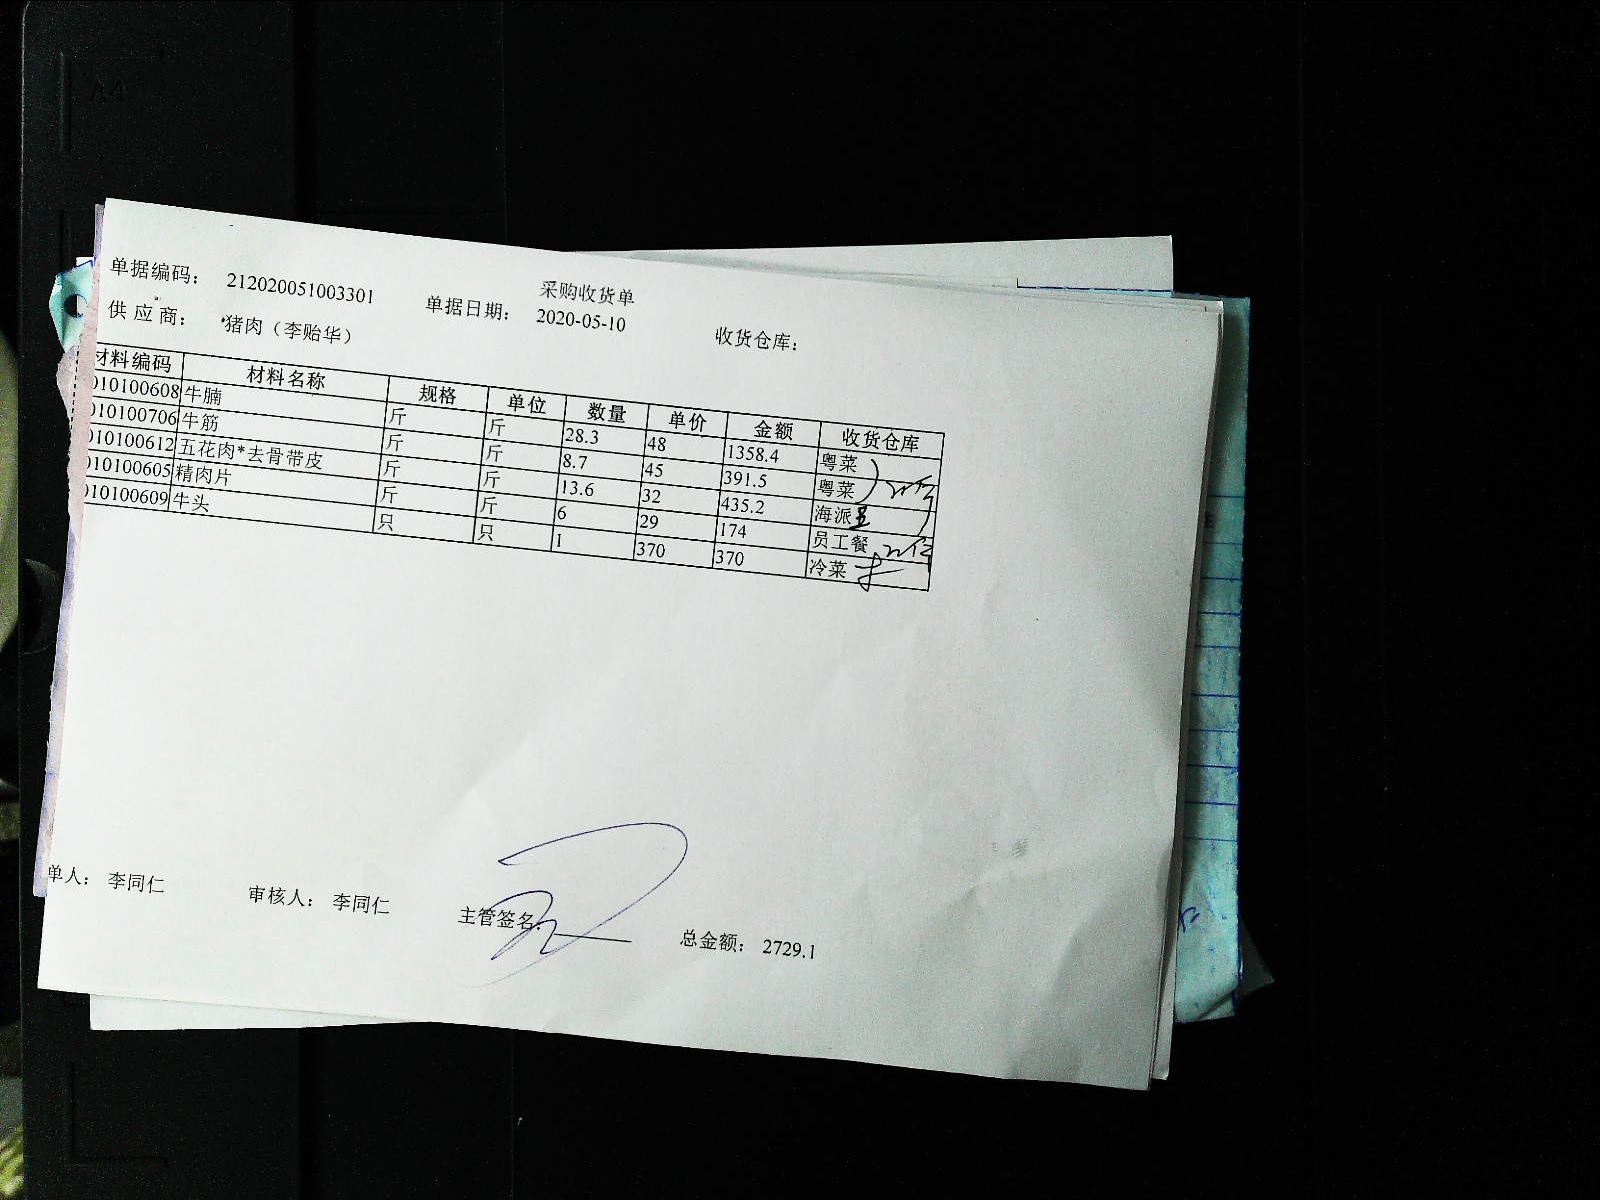 采购收货单
单据编码： 212020051003301 单据日期： 2020-05-10 收货仓库：
供应商： 猪肉（李贻华）
材料编码 材料名称 规格 单位 数量 单价 金额 收货仓库
010100608 牛腩 斤 斤 28.3 48 1358.4 粤菜
010100706 牛筋 斤 斤 8.7 45 391.5 粤菜
010100612 五花肉*去骨带皮 斤 斤 13.6 32 435.2 海派
010100605 精肉片 斤 斤 6 29 174 员工餐
010100609 牛头 只 只 1 370 370 冷菜
单人： 李同仁 审核人： 李同仁 主管签名： 总金额： 2729.1